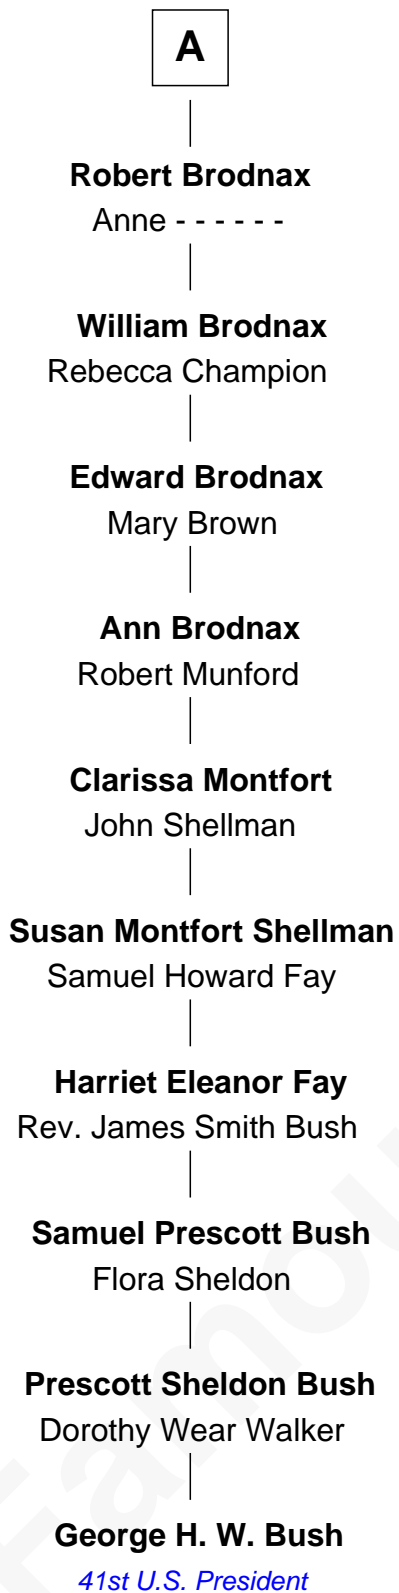 A
Robert Brodnax
Anne - - - - - -
William Brodnax
Rebecca Champion
Edward Brodnax
Mary Brown
Ann Brodnax
Robert Munford
Clarissa Montfort
John Shellman
Susan Montfort Shellman
Samuel Howard Fay
Harriet Eleanor Fay
Rev. James Smith Bush
Samuel Prescott Bush
Flora Sheldon
Prescott Sheldon Bush
Dorothy Wear Walker
George H. W. Bush
41st U.S. President
Famou